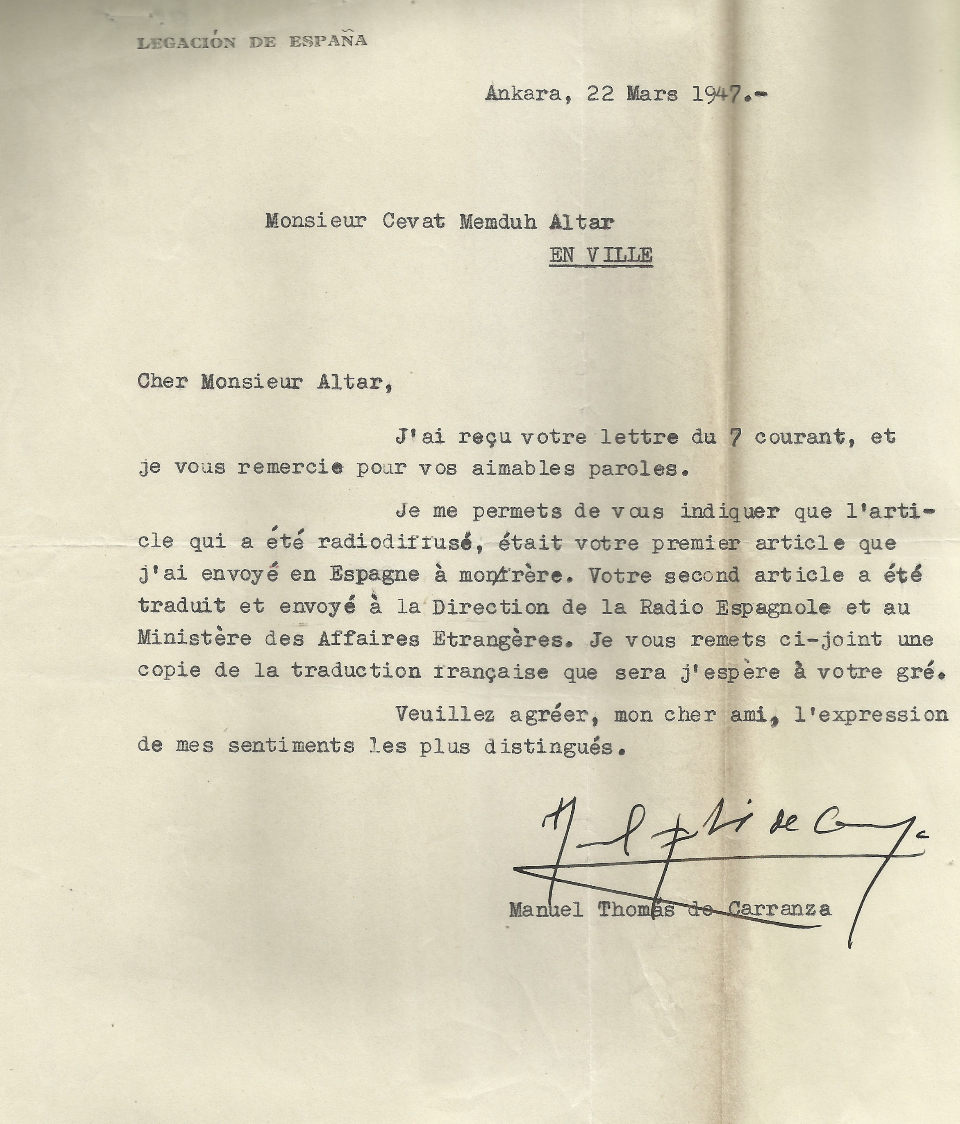 LEGACIÓN DE ESPAÑA
Ankara, 22 Mars 1947.-
Monsieur Cevat Memduh Altar
EN VILLE
Cher Monsieur Altar,
J'ai reçu votre lettre du 7 courant, et
je vous remercie pour vos aimables paroles.
Je me permets de vous indiquer que l'arti-
cle qui a été radiodiffusé, était votre premier article que
j'ai envoyé en Espagne à mon frère. Votre second article a été
traduit et envoyé à la Direction de la Radio Espagnole et au
Ministère des Affaires Etrangères. Je vous remets ci-joint une
copie de la traduction française que sera j'espère à votre gré.
Veuillez agréer, mon cher ami, l'expression
de mes sentiments les plus distingués.
Manuel Thomás de Carranza